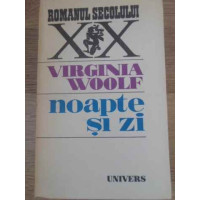 ROMANUL SECOLULUI
XX
VIRGINIA
WOOLF
noapte
și zi
UNIVERS